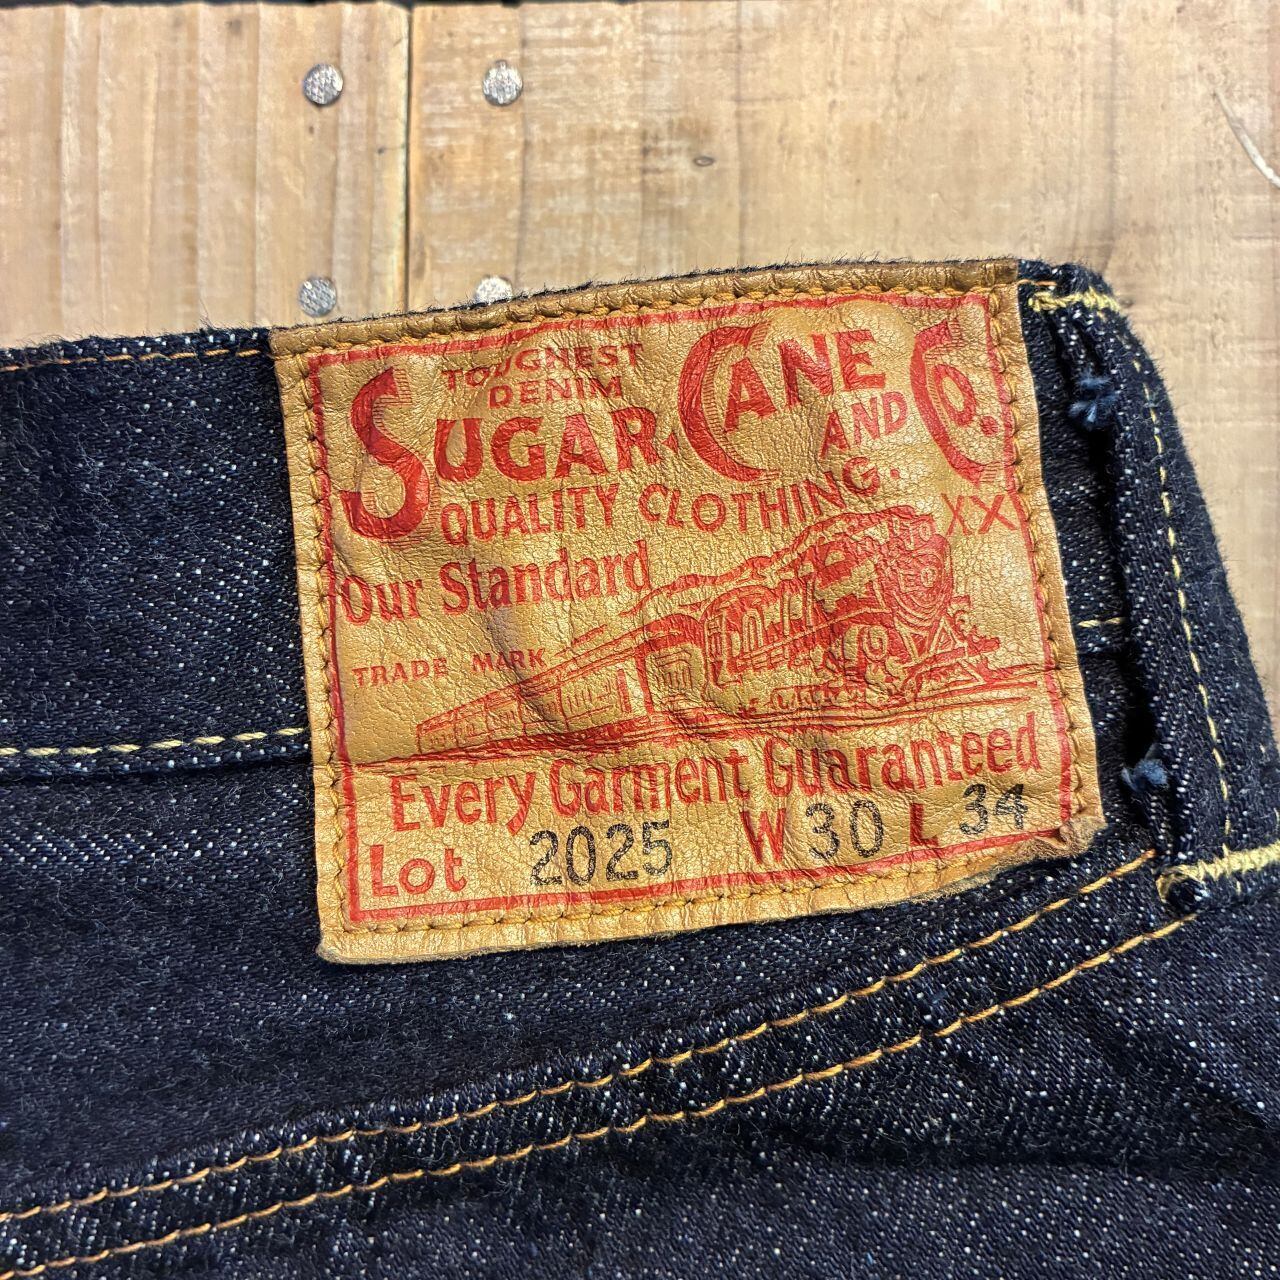 TOUGHEST
DENIM
SUGAR CANE CO.
AND
QUALITY CLOTHING.
XX
Our Standard
TRADE MARK
Every Garment Guaranteed
Lot 2025 W 30 L 34